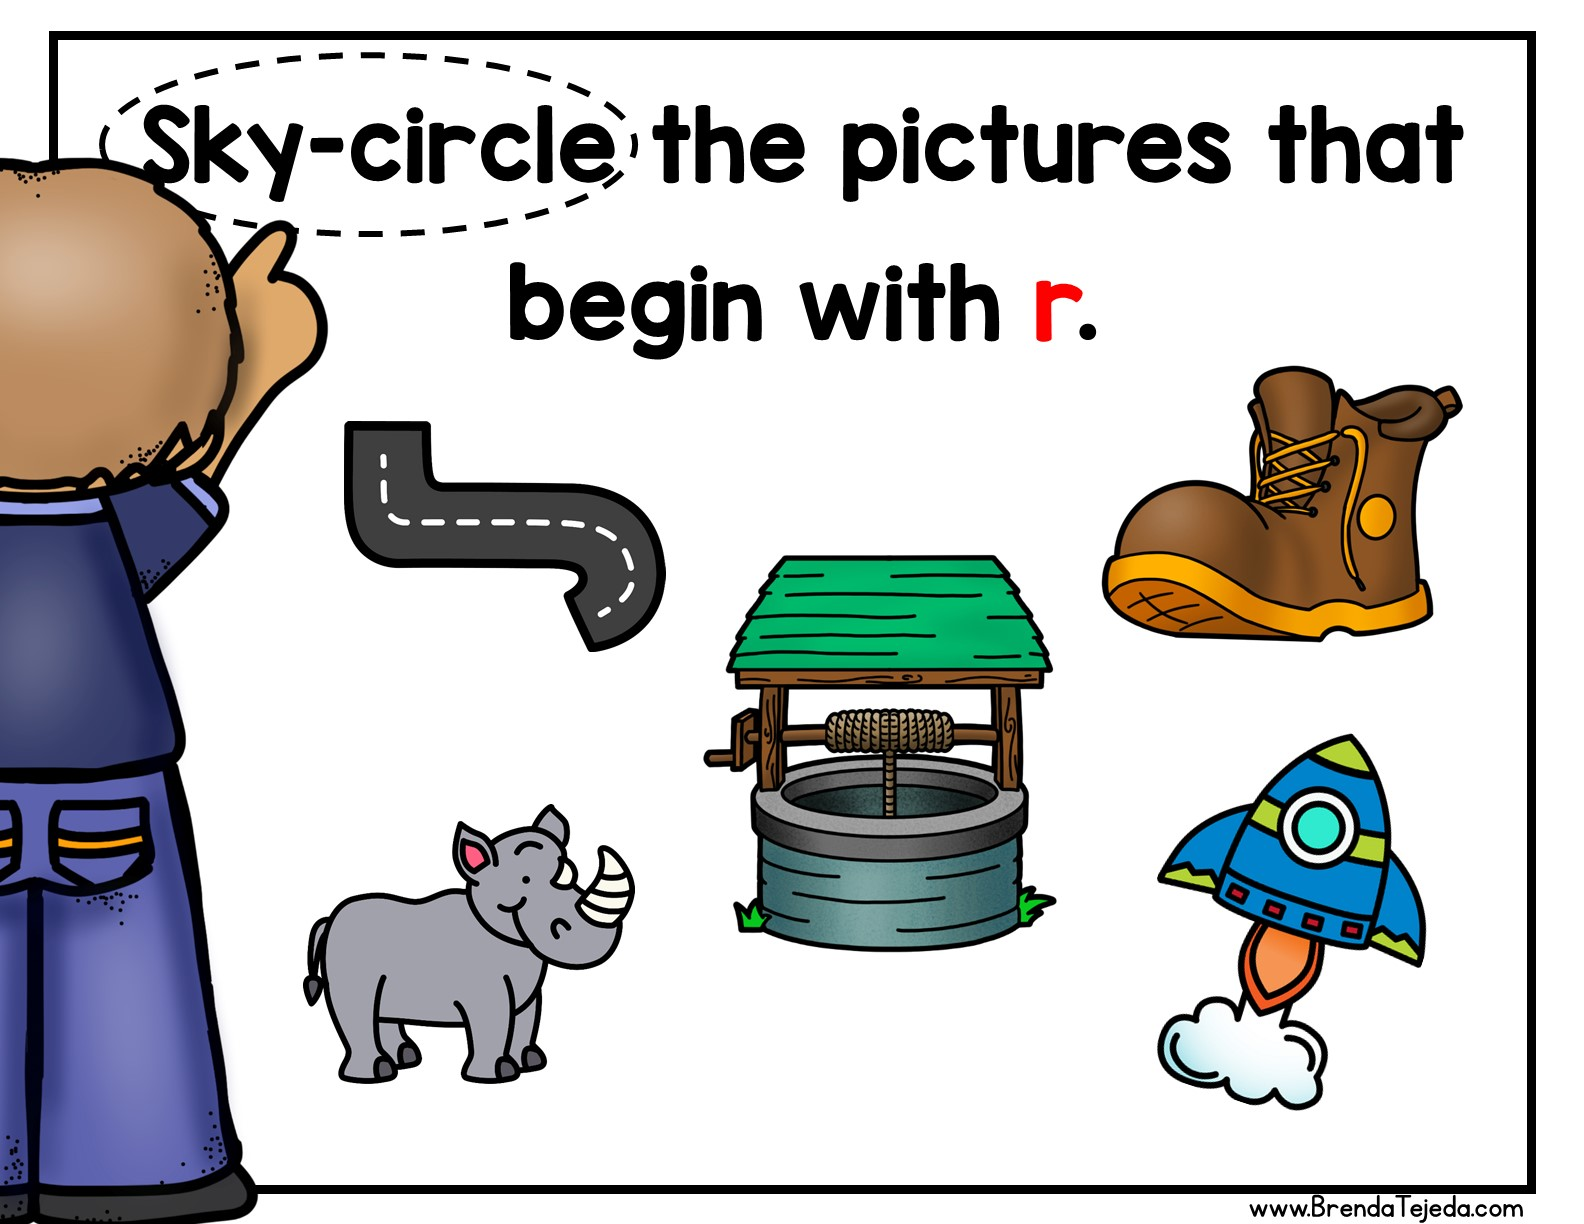 Sky-circle the pictures that
begin with r.
www.BrendaTejeda.com